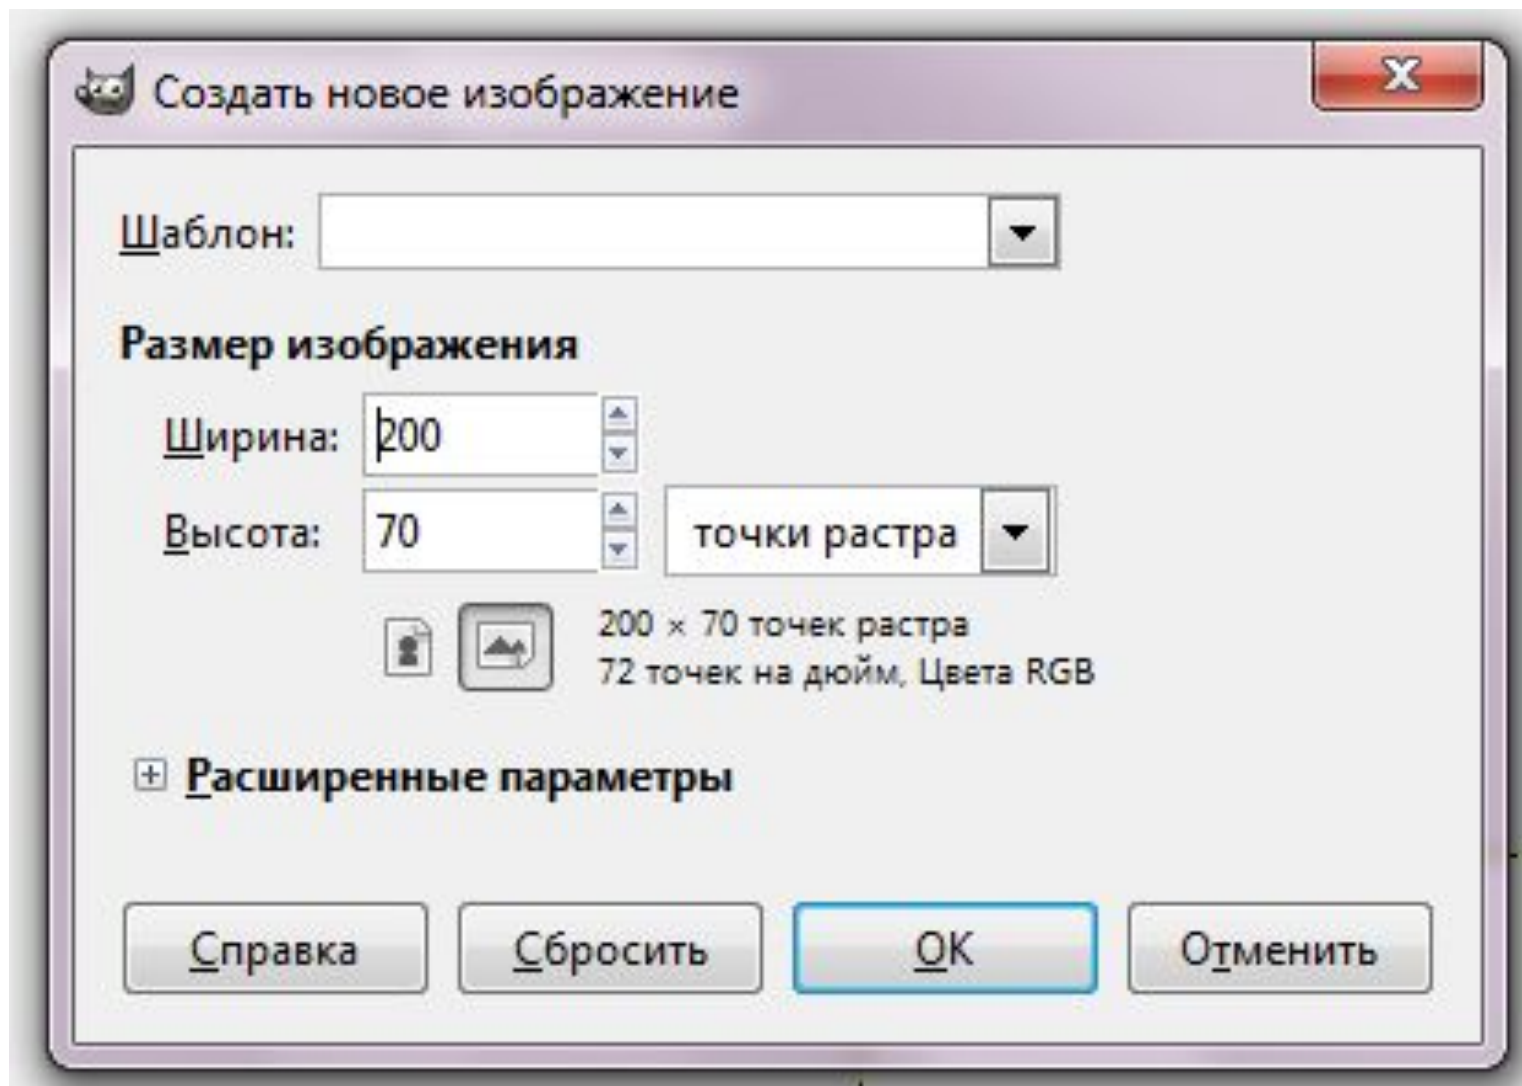 Создать новое изображение
Шаблон:
Размер изображения
Ширина: 200
Высота: 70 точки растра
200 × 70 точек растра
72 точек на дюйм, Цвета RGB
Расширенные параметры
Справка Сбросить OK Отменить